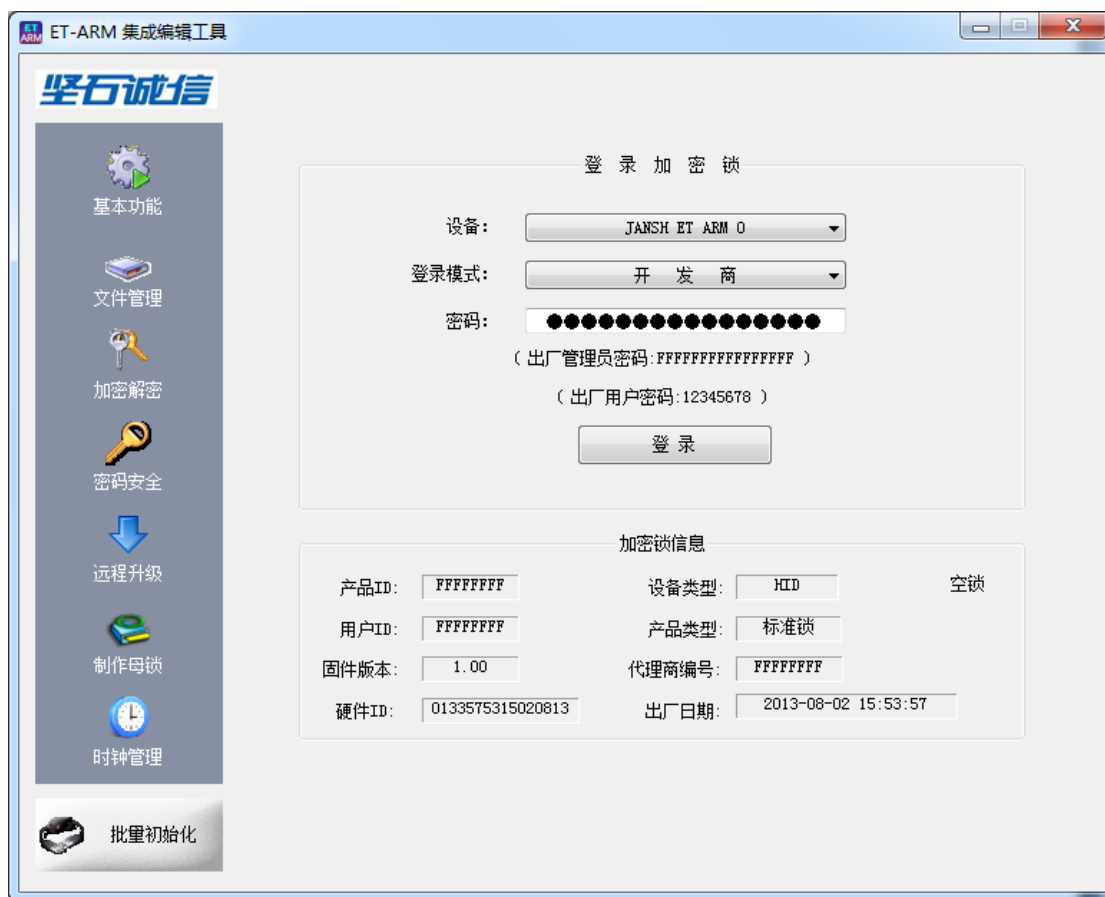 ET-ARM 集成编辑工具
坚石诚信
基本功能
文件管理
加密解密
密码安全
远程升级
制作母锁
时钟管理
批量初始化
登 录 加 密 锁
设备: JANSH ET ARM 0
登录模式: 开 发 商
密码: ●●●●●●●●●●●●●●●●
( 出厂管理员密码:FFFFFFFFFFFFFFFF )
( 出厂用户密码:12345678 )
登 录
加密锁信息
产品ID: FFFFFFFF 设备类型: HID 空锁
用户ID: FFFFFFFF 产品类型: 标准锁
固件版本: 1.00 代理商编号: FFFFFFFF
硬件ID: 0133575315020813 出厂日期: 2013-08-02 15:53:57